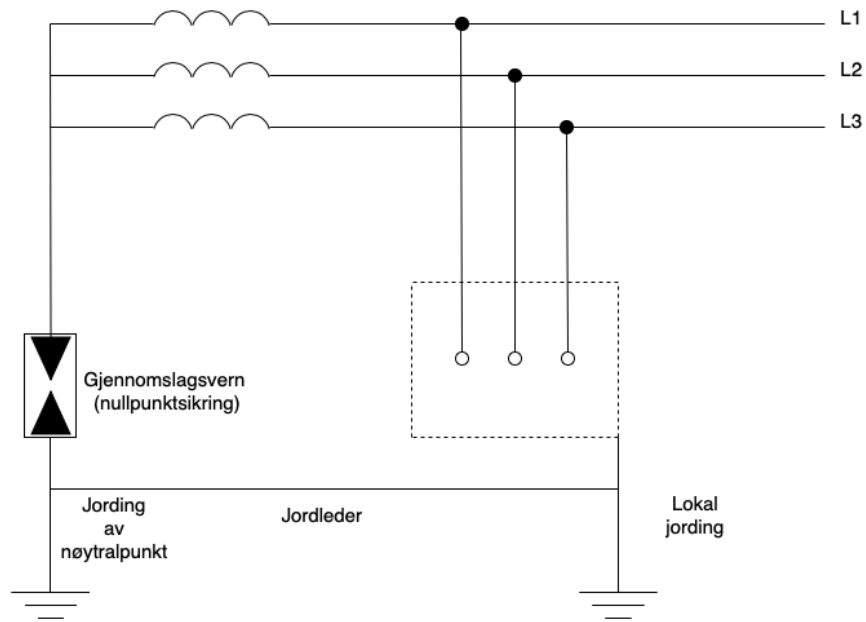 L1
L2
L3
Gjennomslagsvern
(nullpunktsikring)
Jording
av
nøytralpunkt
Jordleder
Lokal
jording